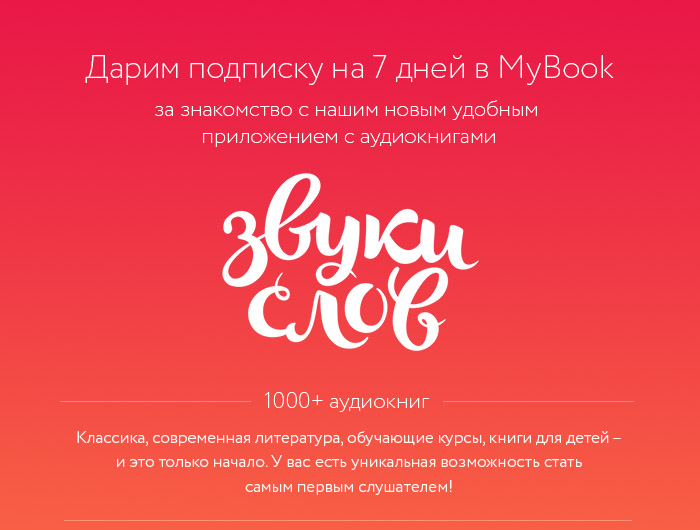 Дарим подписку на 7 дней в MyBook
за знакомство с нашим новым удобным
приложением с аудиокнигами
звуки
слов
1000+ аудиокниг
Классика, современная литература, обучающие курсы, книги для детей –
и это только начало. У вас есть уникальная возможность стать
самым первым слушателем!